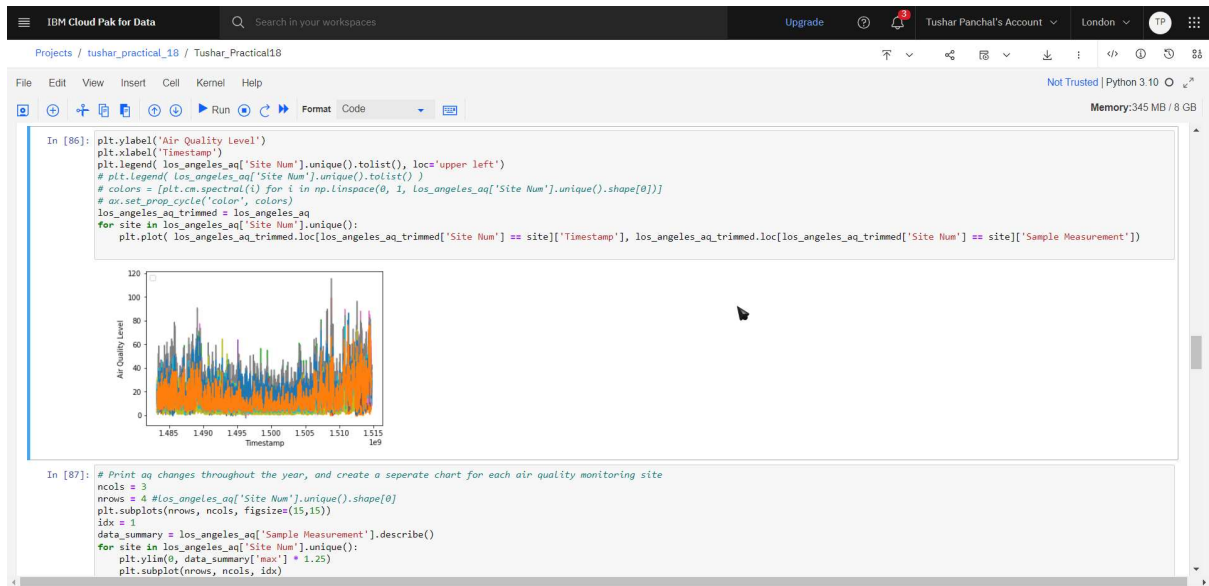 IBM Cloud Pak for Data
Search in your workspaces
Upgrade
3
Tushar Panchal's Account
London
TP
Projects / tushar_practical_18 / Tushar_Practical18
File Edit View Insert Cell Kernel Help
Not Trusted | Python 3.10
Run
Format Code
Memory:345 MB / 8 GB
In [86]: plt.ylabel('Air Quality Level')
plt.xlabel('Timestamp')
plt.legend( los_angeles_aq['Site Num'].unique().tolist(), loc='upper left')
# plt.legend( los_angeles_aq['Site Num'].unique().tolist() )
# colors = [plt.cm.spectral(i) for i in np.linspace(0, 1, los_angeles_aq['Site Num'].unique().shape[0])]
# ax.set_prop_cycle('color', colors)
los_angeles_aq_trimmed = los_angeles_aq
for site in los_angeles_aq['Site Num'].unique():
plt.plot( los_angeles_aq_trimmed.loc[los_angeles_aq_trimmed['Site Num'] == site]['Timestamp'], los_angeles_aq_trimmed.loc[los_angeles_aq_trimmed['Site Num'] == site]['Sample Measurement'])
120
100
80
60
40
20
0
Air Quality Level
1.485 1.490 1.495 1.500 1.505 1.510 1.515
Timestamp
1e9
In [87]: # Print aq changes throughout the year, and create a seperate chart for each air quality monitoring site
ncols = 3
nrows = 4 #los_angeles_aq['Site Num'].unique().shape[0]
plt.subplots(nrows, ncols, figsize=(15,15))
idx = 1
data_summary = los_angeles_aq['Sample Measurement'].describe()
for site in los_angeles_aq['Site Num'].unique():
plt.ylim(0, data_summary['max'] * 1.25)
plt.subplot(nrows, ncols, idx)